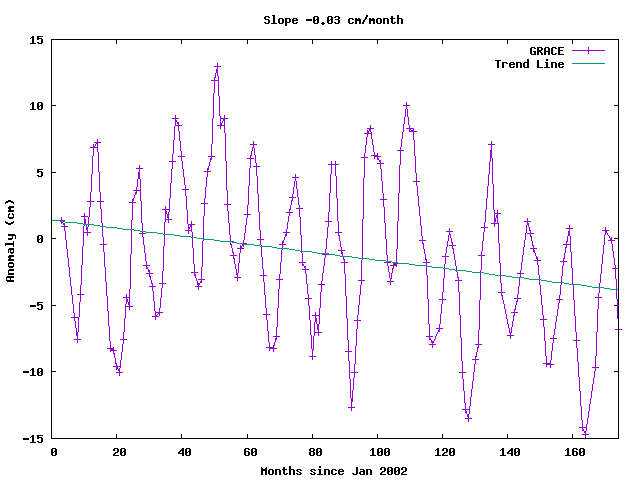 Slope -0.03 cm/month
15
GRACE
Trend Line
10
5
0
-5
-10
-15
Anomaly (cm)
0 20 40 60 80 100 120 140 160
Months since Jan 2002